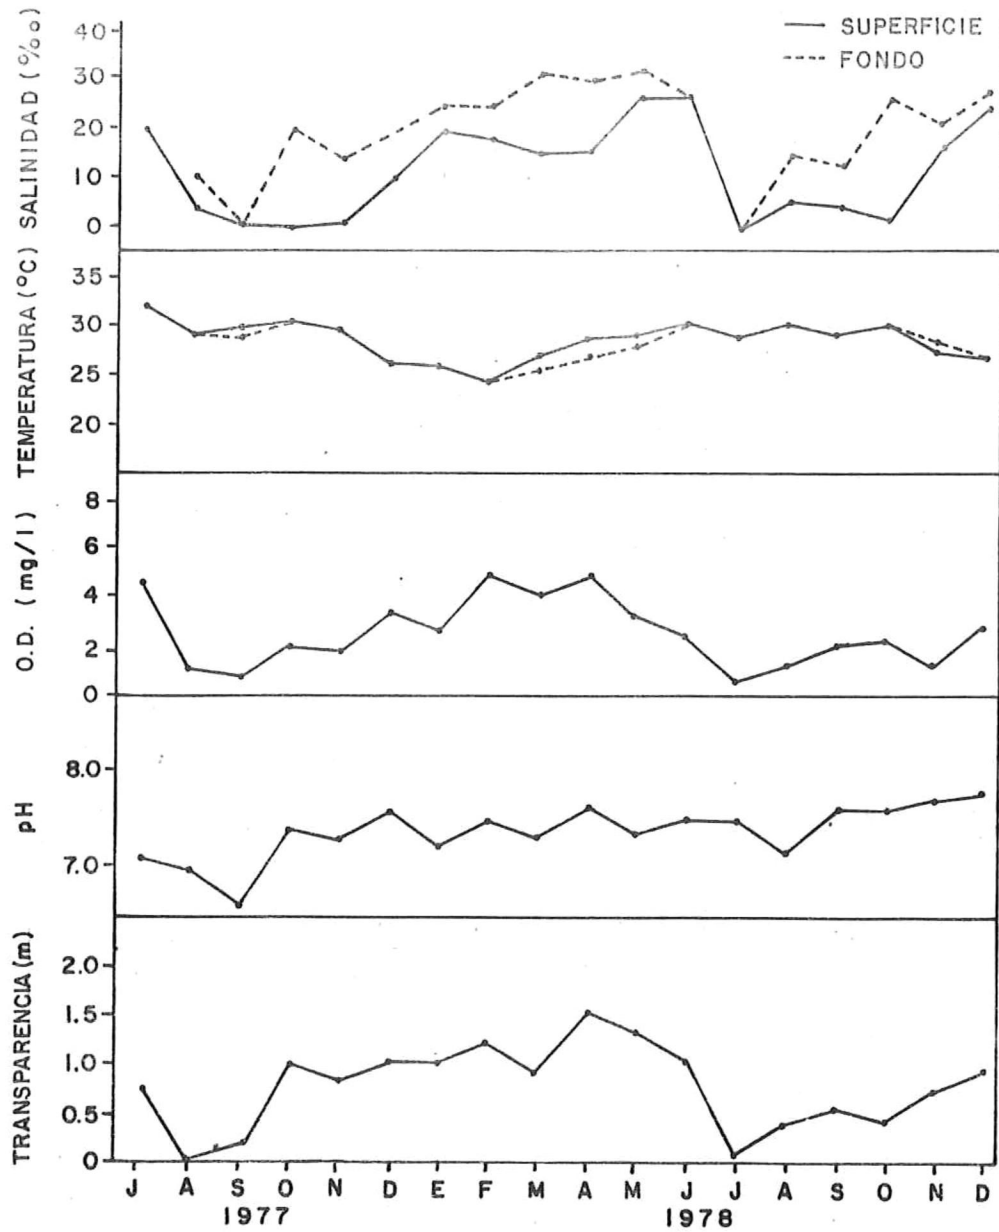 SUPERFICIE
FONDO
SALINIDAD (‰)
40
30
20
10
0
TEMPERATURA (°C)
35
30
25
20
O.D. (mg/l)
8
6
4
2
0
pH
8.0
7.0
TRANSPARENCIA (m)
2.0
1.5
1.0
0.5
0
J A S O N D E F M A M J J A S O N D
1977 1978